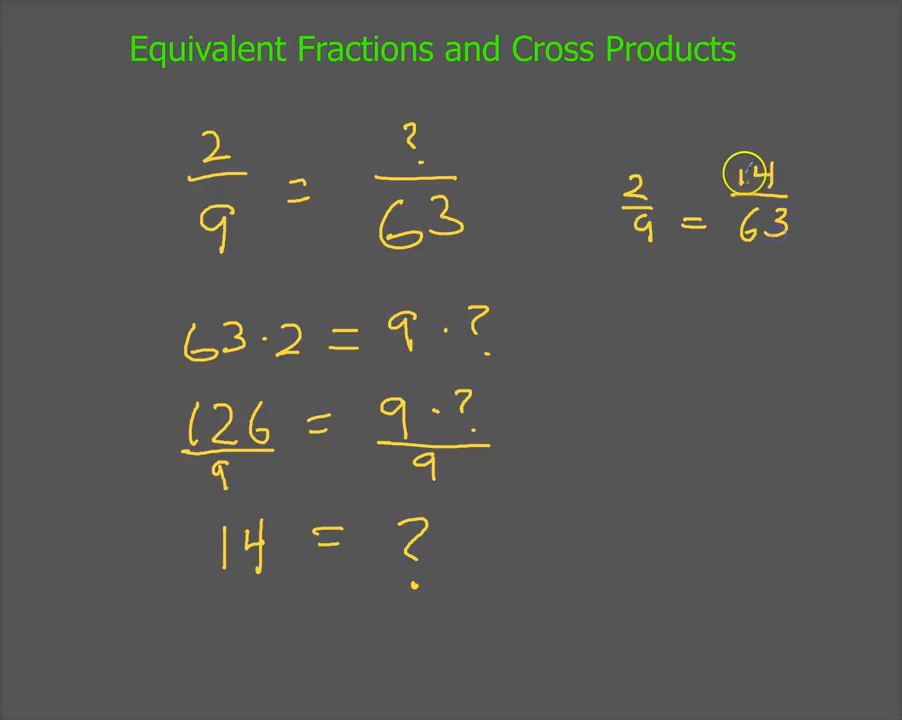 Equivalent Fractions and Cross Products
2/9 = ?/63
2/9 = 14/63
63 · 2 = 9 · ?
126/9 = 9 · ?/9
14 = ?